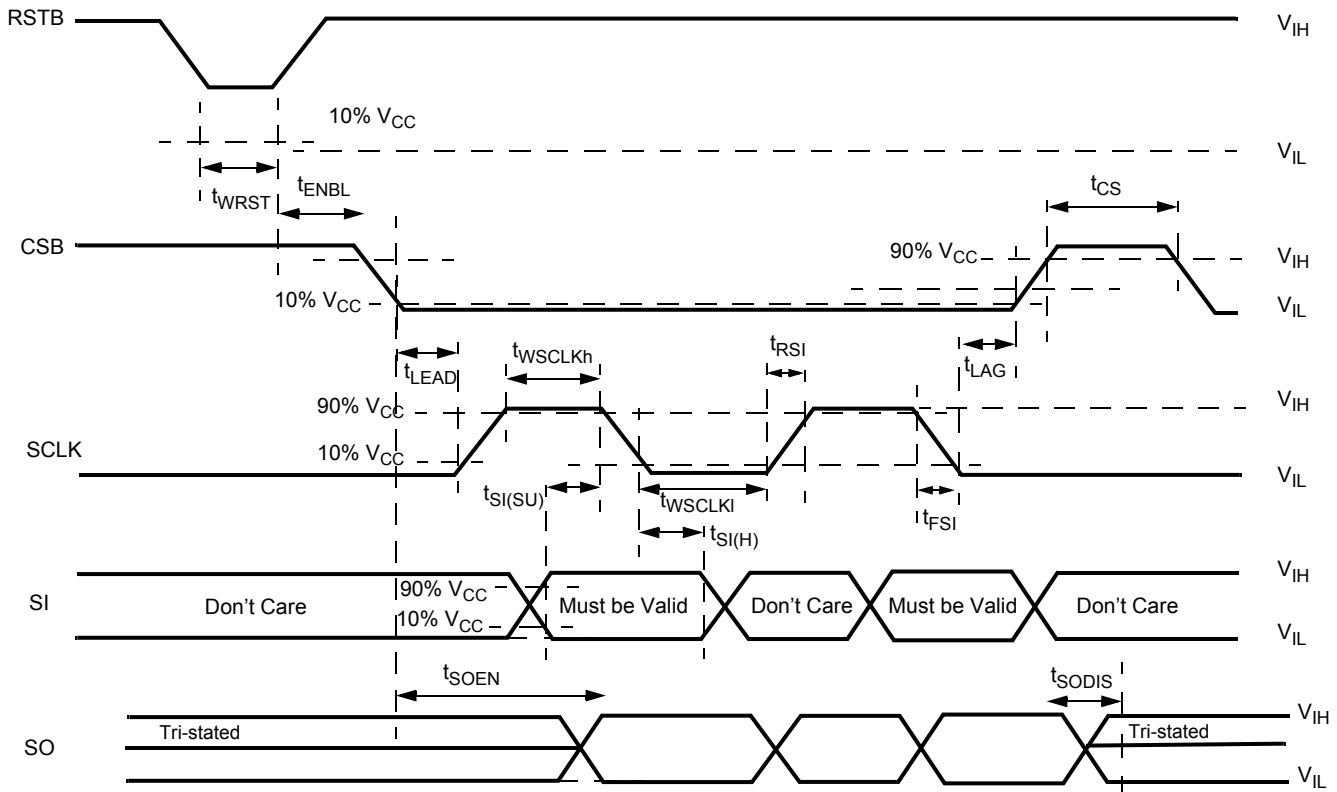 RSTB
V_IH
10% V_CC
V_IL
t_WRST
t_ENBL
t_CS
CSB
90% V_CC
V_IH
10% V_CC
V_IL
t_LEAD
t_WSCLKh
t_RSI
t_LAG
90% V_CC
V_IH
SCLK
10% V_CC
V_IL
t_SI(SU)
t_WSCLKl
t_SI(H)
t_FSI
SI
Don't Care
90% V_CC
10% V_CC
Must be Valid
Don't Care
Must be Valid
Don't Care
V_IH
V_IL
t_SOEN
t_SODIS
SO
Tri-stated
Tri-stated
V_IH
V_IL